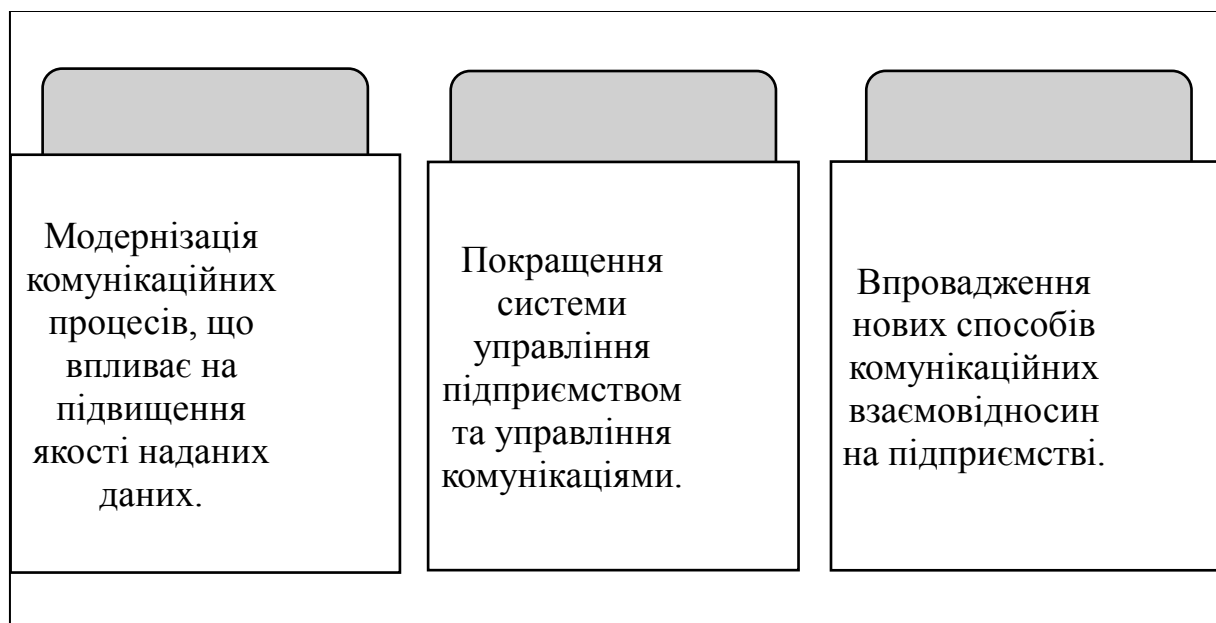 Модернізація
комунікаційних
процесів, що
впливає на
підвищення
якості наданих
даних.
Покращення
системи
управління
підприємством
та управління
комунікаціями.
Впровадження
нових способів
комунікаційних
взаємовідносин
на підприємстві.